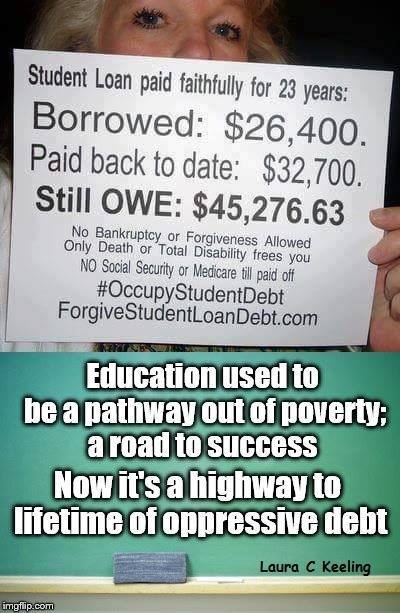 Student Loan paid faithfully for 23 years:
Borrowed: $26,400.
Paid back to date: $32,700.
Still OWE: $45,276.63
No Bankruptcy or Forgiveness Allowed
Only Death or Total Disability frees you
NO Social Security or Medicare till paid off
#OccupyStudentDebt
ForgiveStudentLoanDebt.com
Education used to
be a pathway out of poverty;
a road to success
Now it's a highway to
lifetime of oppressive debt
Laura C Keeling
imgflip.com